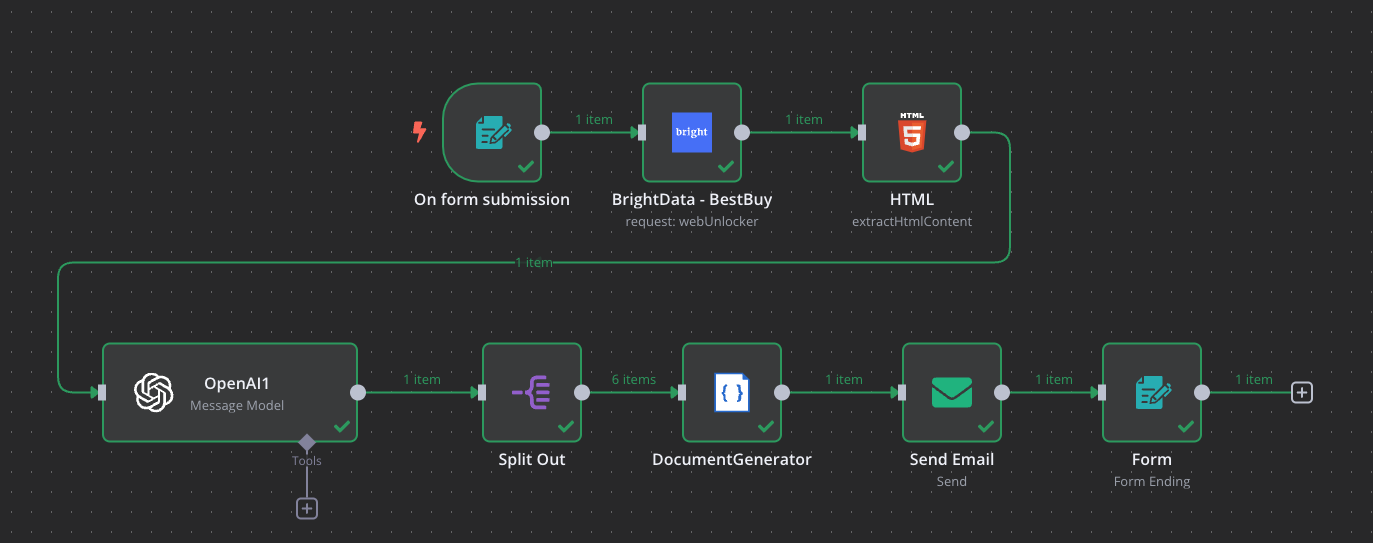 1 item
1 item
bright
HTML
5
On form submission
BrightData - BestBuy
HTML
request: webUnlocker
extractHtmlContent
1 item
OpenAI1
Message Model
1 item
6 items
{ }
1 item
1 item
1 item
Tools
Split Out
DocumentGenerator
Send Email
Form
Send
Form Ending